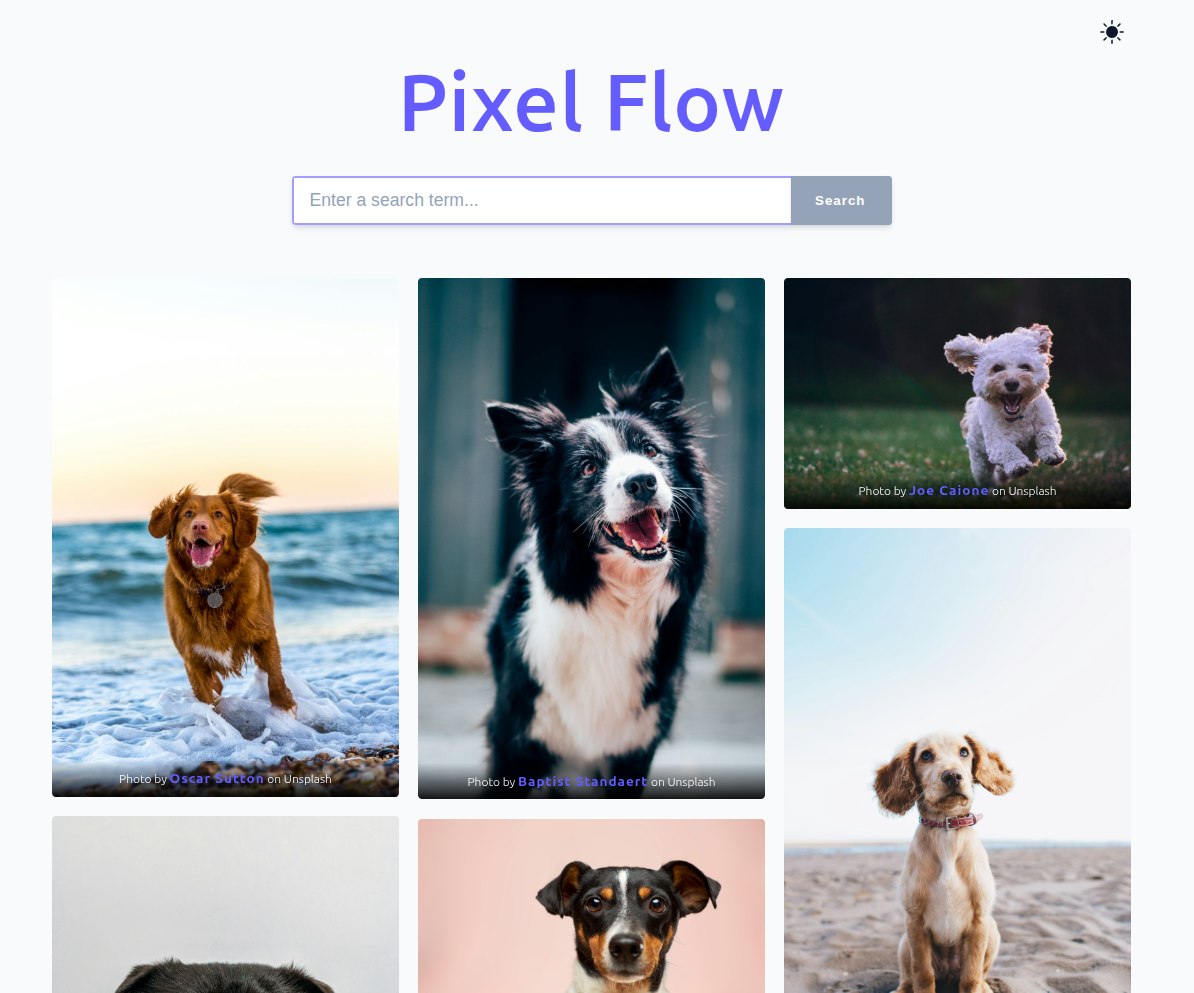 Pixel Flow
Enter a search term...
Search
Photo by Joe Caione on Unsplash
Photo by Oscar Sutton on Unsplash
Photo by Baptist Standaert on Unsplash